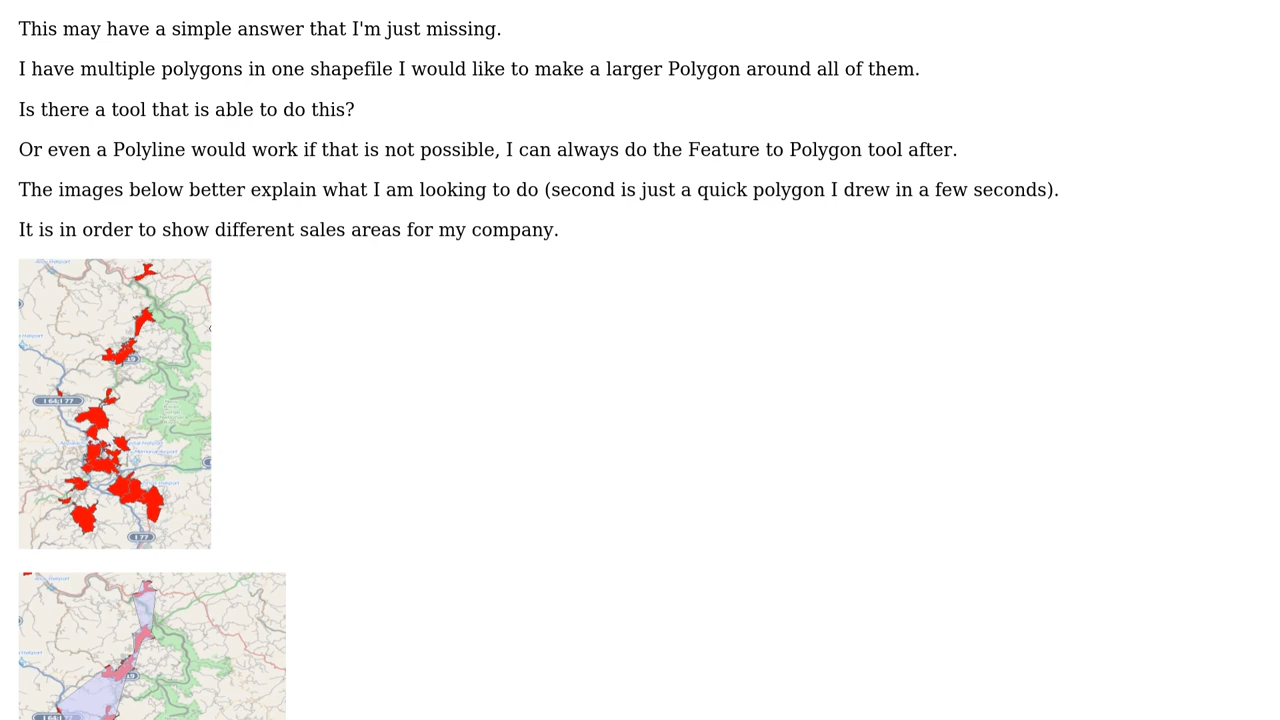 This may have a simple answer that I'm just missing.
I have multiple polygons in one shapefile I would like to make a larger Polygon around all of them.
Is there a tool that is able to do this?
Or even a Polyline would work if that is not possible, I can always do the Feature to Polygon tool after.
The images below better explain what I am looking to do (second is just a quick polygon I drew in a few seconds).
It is in order to show different sales areas for my company.
I 64;I 77
I 77